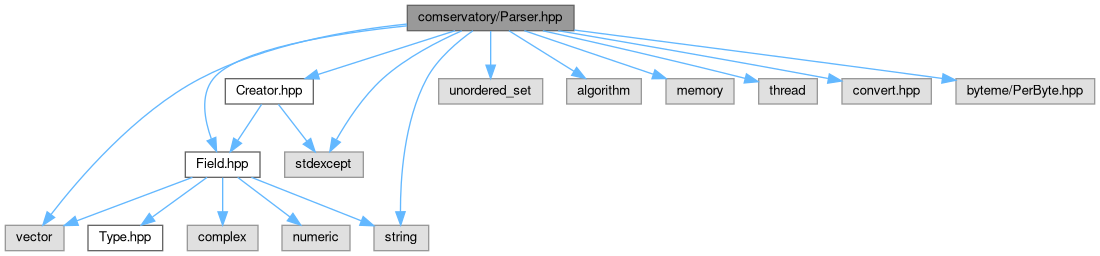 comservatory/Parser.hpp
Creator.hpp
unordered_set
algorithm
memory
thread
convert.hpp
byteme/PerByte.hpp
Field.hpp
stdexcept
vector
Type.hpp
complex
numeric
string